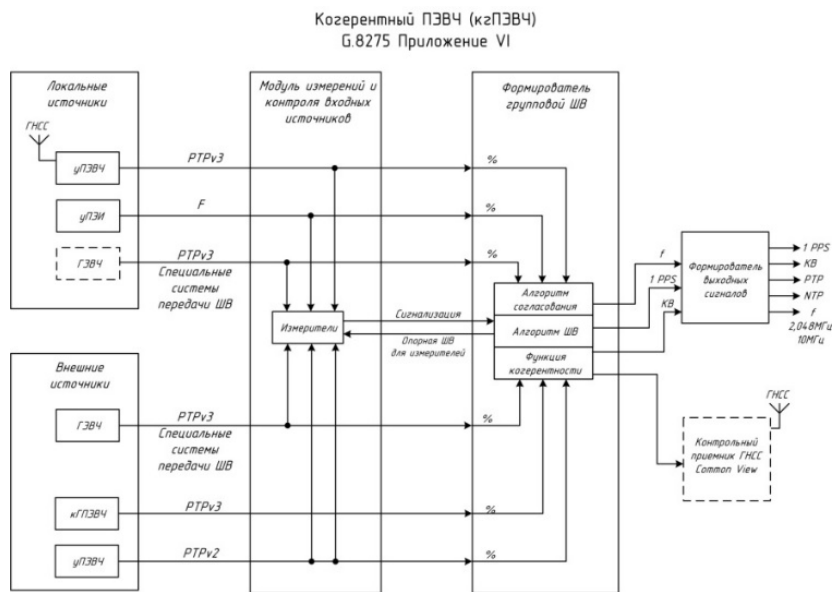 Когерентный ПЭВЧ (кгПЭВЧ)
G.8275 Приложение VI
Локальные
источники
ГНСС
уПЭВЧ
уПЭИ
ГЭВЧ
Модуль измерений и
контроля входных
источников
Формирователь
групповой ШВ
PTPv3
F
PTPv3
Специальные
системы
передачи ШВ
%
%
%
Измерители
Сигнализация
Опорная ШВ
для измерителей
Алгоритм
согласования
Алгоритм ШВ
Функция
когерентности
f
1 PPS
КВ
Формирователь
выходных
сигналов
1 PPS
КВ
PTP
NTP
f
2,048МГц
10МГц
Внешние
источники
ГЭВЧ
кГПЭВЧ
уПЭВЧ
PTPv3
Специальные
системы
передачи ШВ
PTPv3
PTPv2
%
%
%
ГНСС
Контрольный
приемник ГНСС
Common View